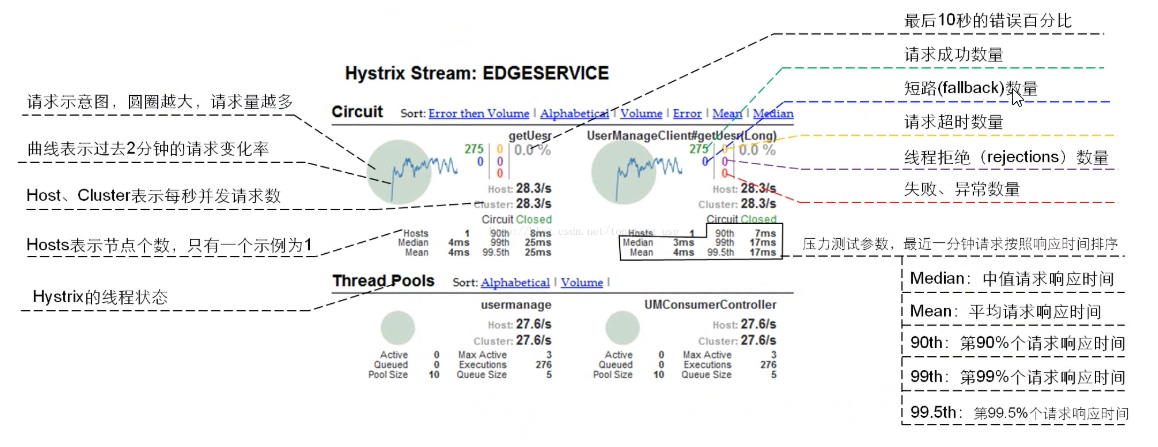 最后10秒的错误百分比
请求成功数量
Hystrix Stream: EDGESERVICE
短路(fallback)数量
请求示意图，圆圈越大，请求量越多
Circuit Sort: Error then Volume | Alphabetical | Volume | Error | Mean | Median
请求超时数量
getUesr UserManageClient#getUesr(Long)
曲线表示过去2分钟的请求变化率
275 0 0.0 % 275 0 0.0 %
0 0 0 0
0 0
线程拒绝（rejections）数量
Host、Cluster表示每秒并发请求数
Host: 28.3/s Host: 28.3/s
失败、异常数量
Cluster: 28.3/s Cluster: 28.3/s
Circuit Closed Circuit Closed
Hosts表示节点个数，只有一个示例为1
Hosts 1 90th 8ms Hosts 1 90th 7ms
Median 4ms 99th 25ms Median 3ms 99th 17ms
Mean 4ms 99.5th 25ms Mean 4ms 99.5th 17ms
压力测试参数，最近一分钟请求按照响应时间排序
Thread Pools Sort: Alphabetical | Volume |
Median：中值请求响应时间
Hystrix的线程状态
usermanage UMConsumerController
Mean：平均请求响应时间
Host: 27.6/s Host: 27.6/s
Cluster: 27.6/s Cluster: 27.6/s
90th：第90%个请求响应时间
Active 0 Max Active 3 Active 0 Max Active 3
Queued 0 Executions 276 Queued 0 Executions 276
Pool Size 10 Queue Size 5 Pool Size 10 Queue Size 5
99th：第99%个请求响应时间
99.5th：第99.5%个请求响应时间